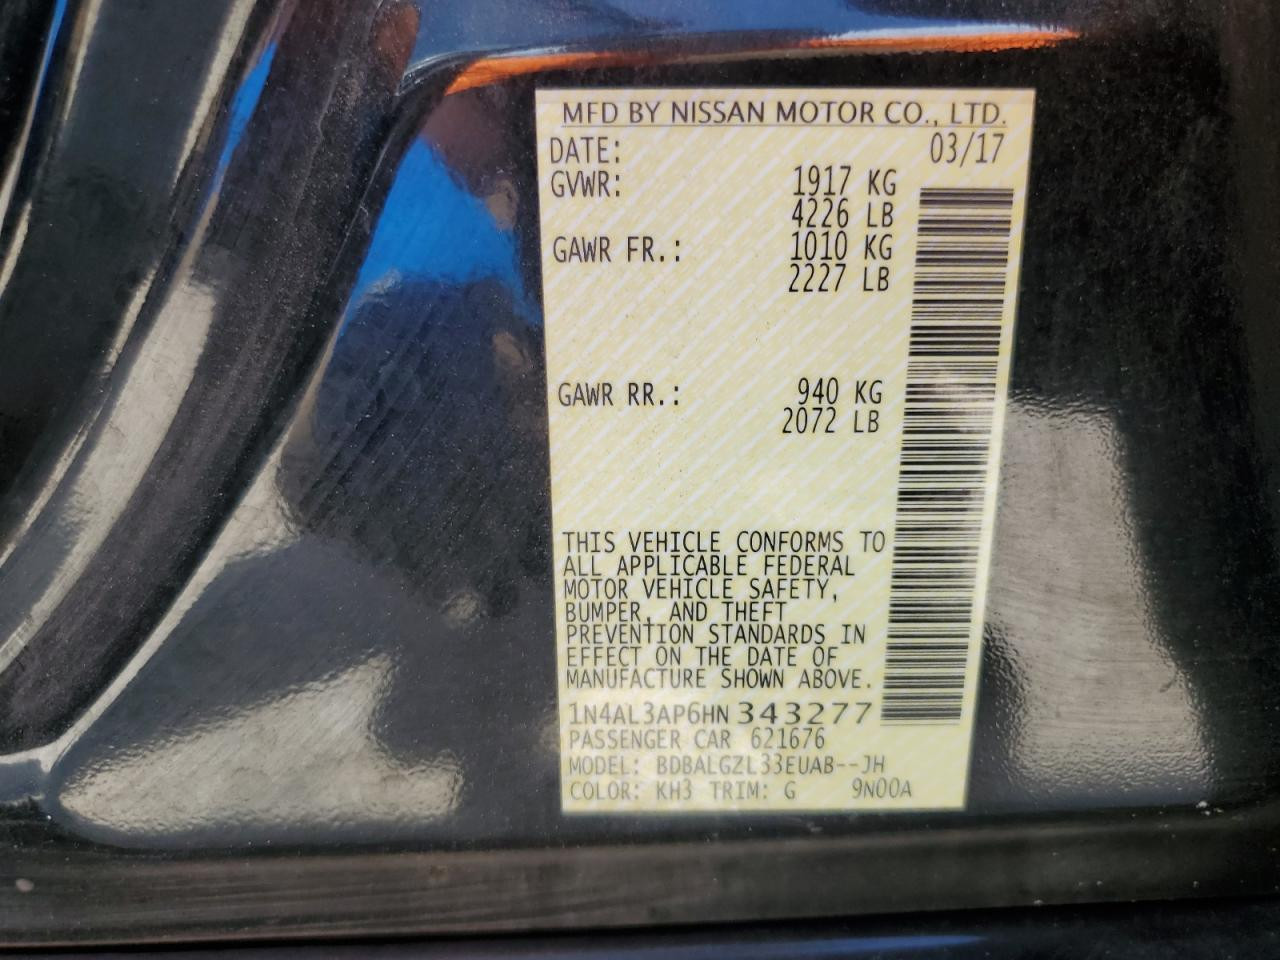 MFD BY NISSAN MOTOR CO., LTD.
DATE: 03/17
GVWR: 1917 KG
4226 LB
GAWR FR.: 1010 KG
2227 LB
GAWR RR.: 940 KG
2072 LB
THIS VEHICLE CONFORMS TO
ALL APPLICABLE FEDERAL
MOTOR VEHICLE SAFETY,
BUMPER, AND THEFT
PREVENTION STANDARDS IN
EFFECT ON THE DATE OF
MANUFACTURE SHOWN ABOVE.
1N4AL3AP6HN343277
PASSENGER CAR 621676
MODEL: BDBALGZL33EUAB--JH
COLOR: KH3 TRIM: G 9N00A